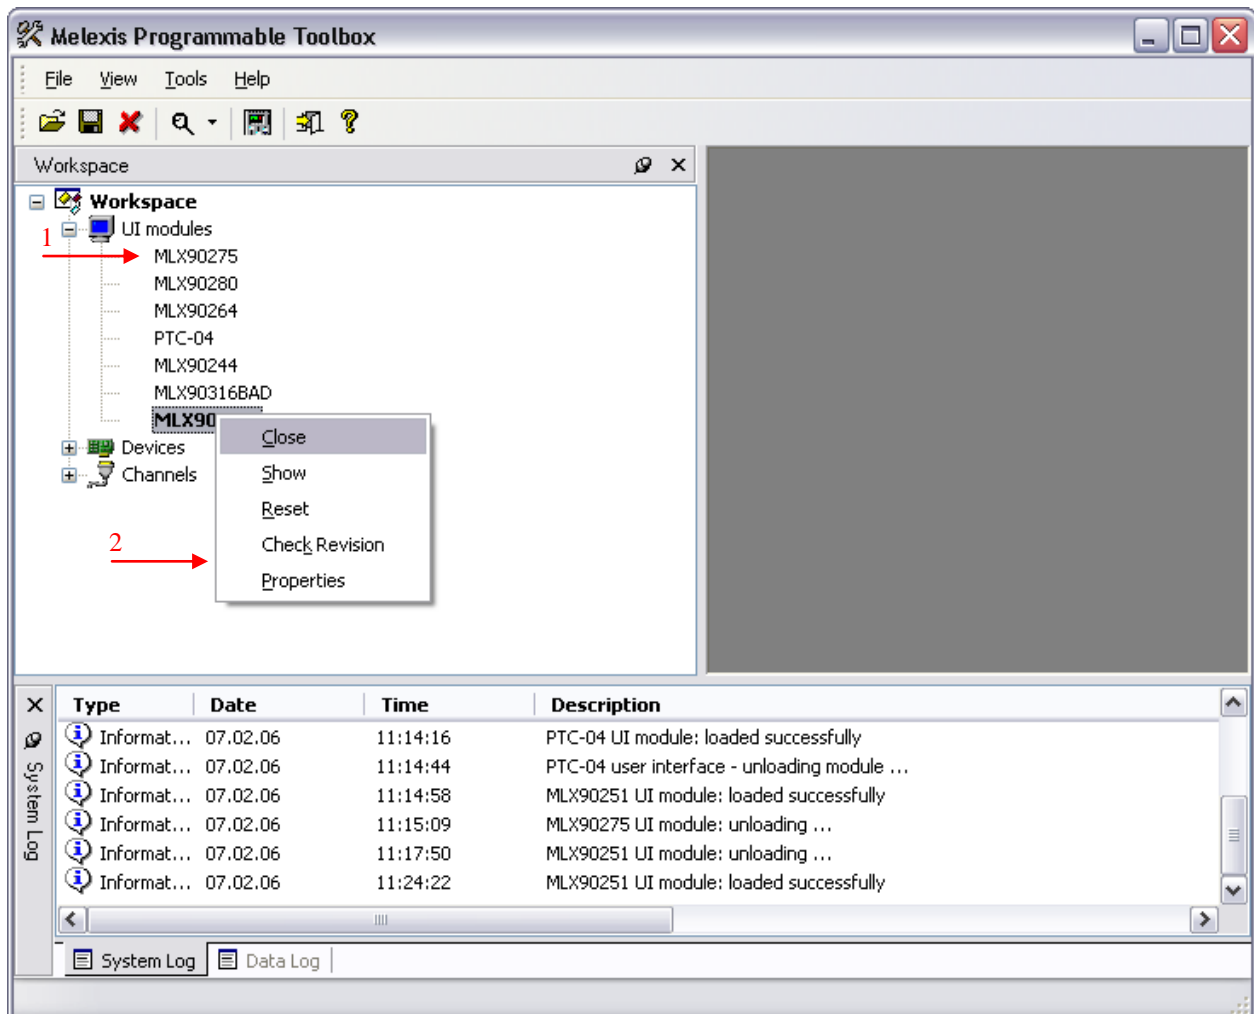 Melexis Programmable Toolbox
File View Tools Help
Workspace
Workspace
UI modules
1
MLX90275
MLX90280
MLX90264
PTC-04
MLX90244
MLX90316BAD
MLX90
Close
Devices
Channels
Show
Reset
2
Check Revision
Properties
Type Date Time Description
Informat... 07.02.06 11:14:16 PTC-04 UI module: loaded successfully
Informat... 07.02.06 11:14:44 PTC-04 user interface - unloading module ...
Informat... 07.02.06 11:14:58 MLX90251 UI module: loaded successfully
Informat... 07.02.06 11:15:09 MLX90275 UI module: unloading ...
Informat... 07.02.06 11:17:50 MLX90251 UI module: unloading ...
Informat... 07.02.06 11:24:22 MLX90251 UI module: loaded successfully
System Log
System Log Data Log